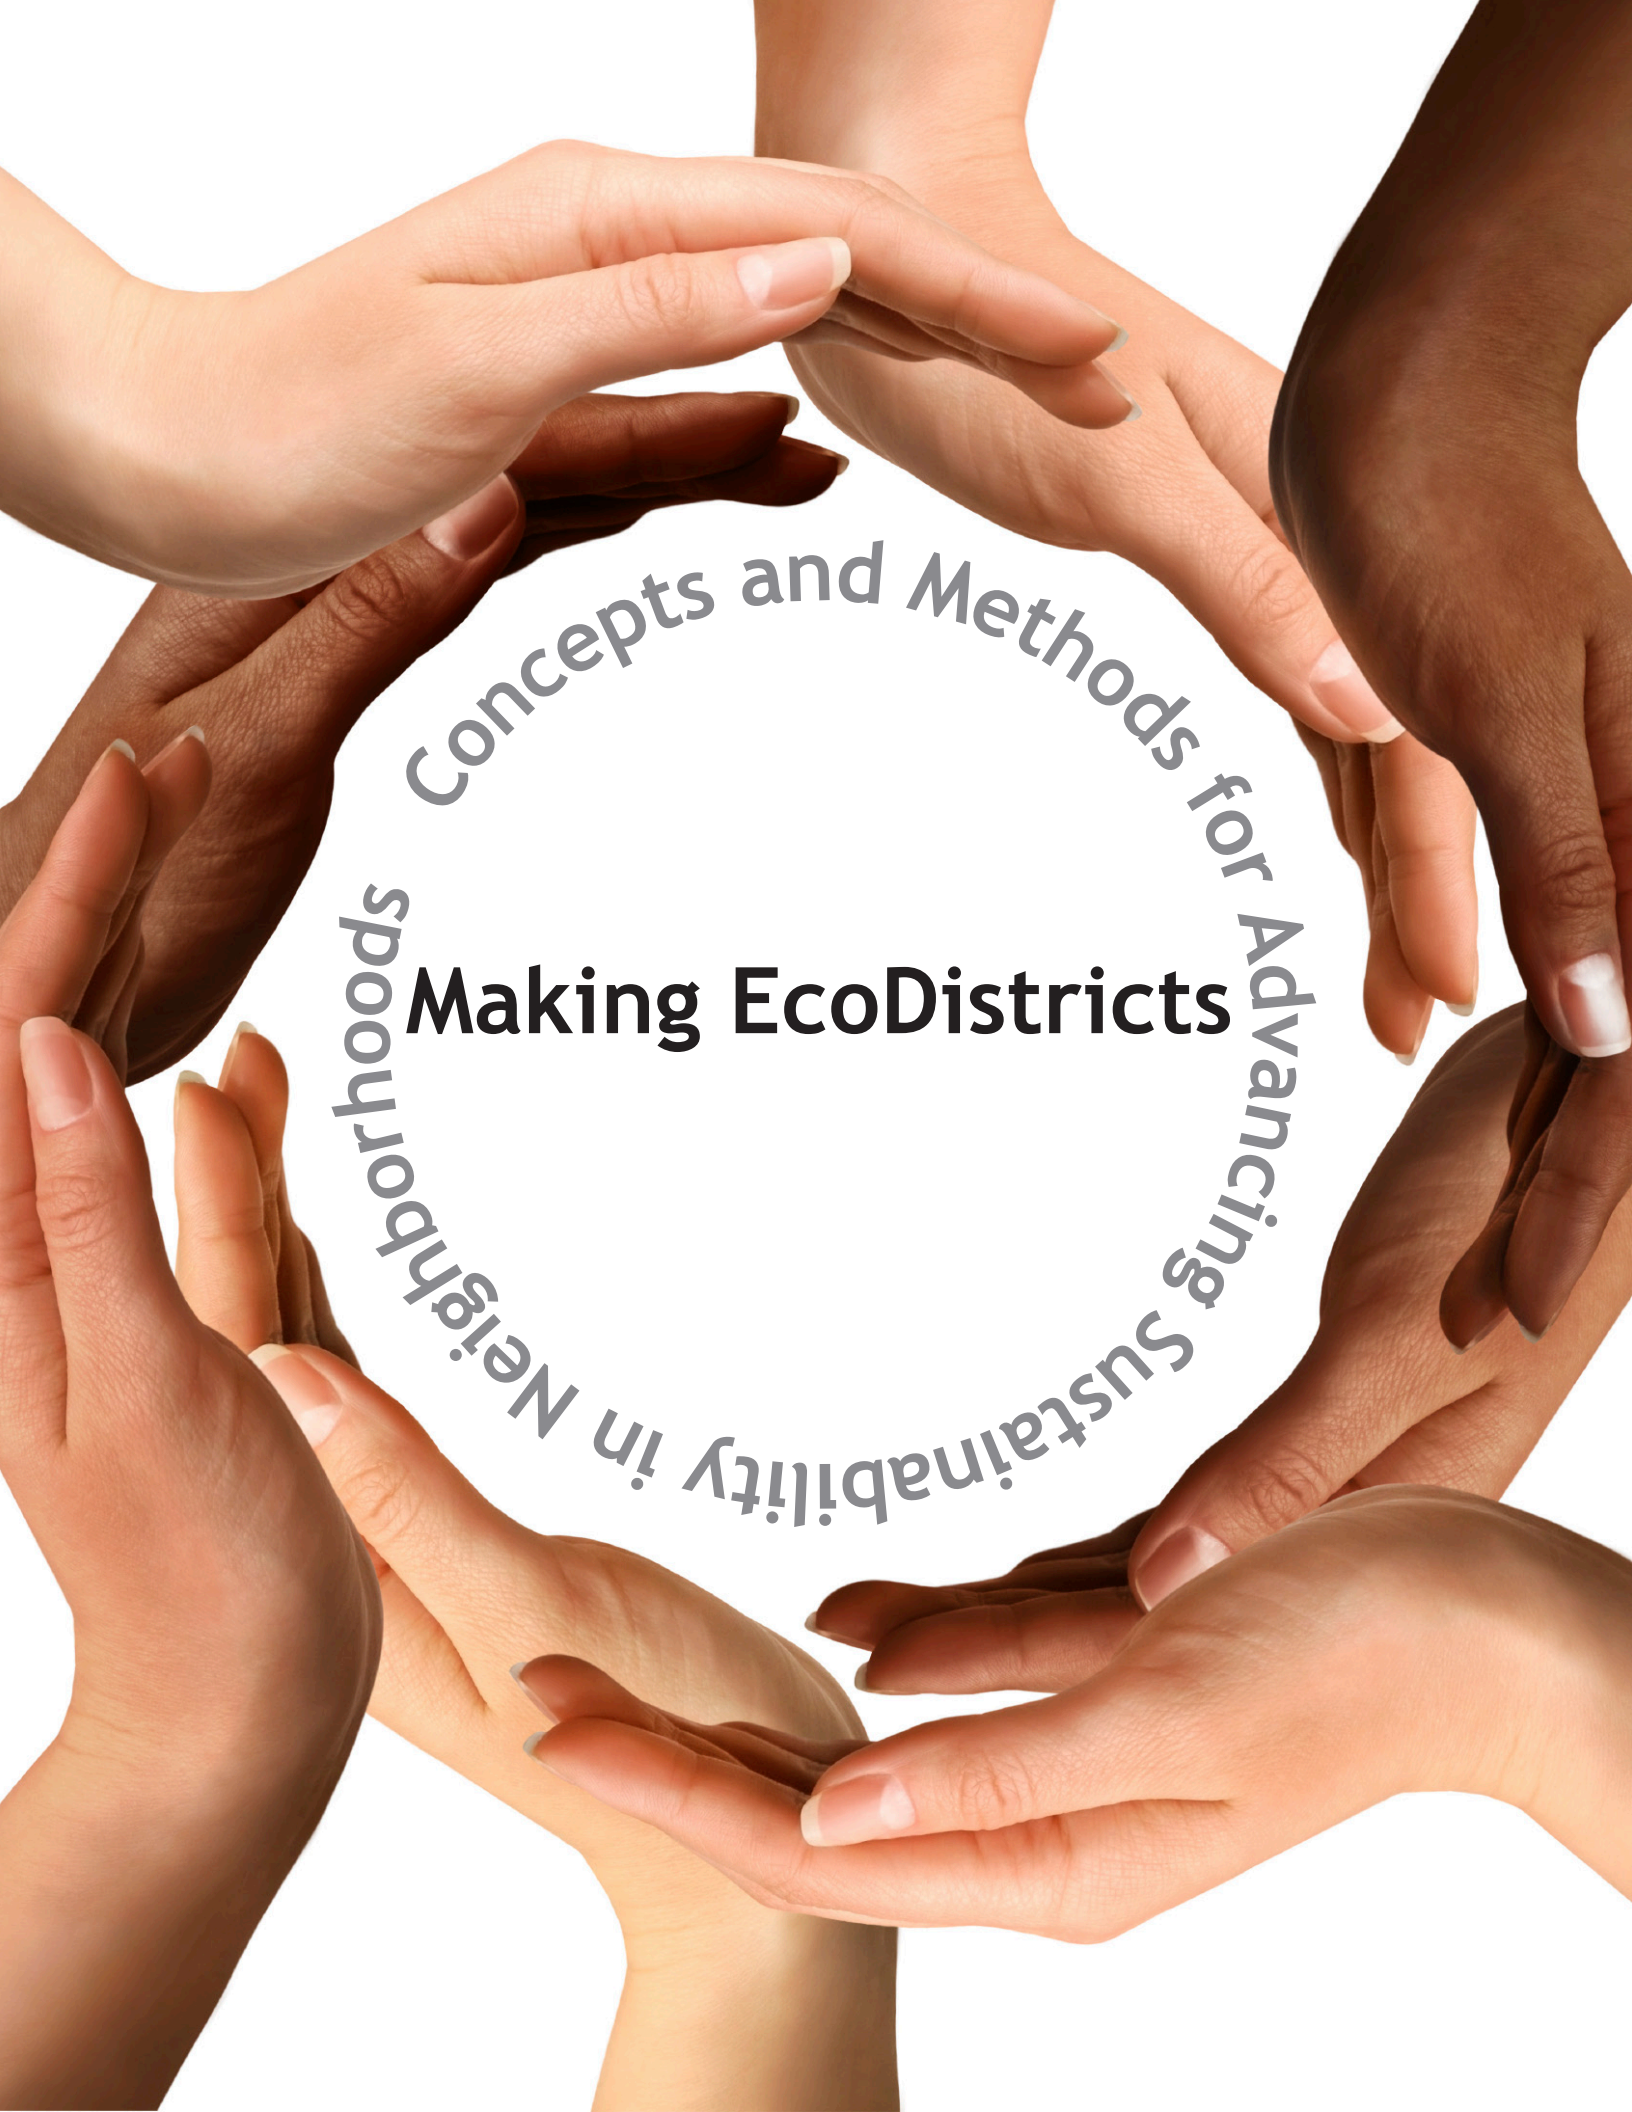 Making EcoDistricts
Concepts and Methods for Advancing Sustainability in Neighborhoods